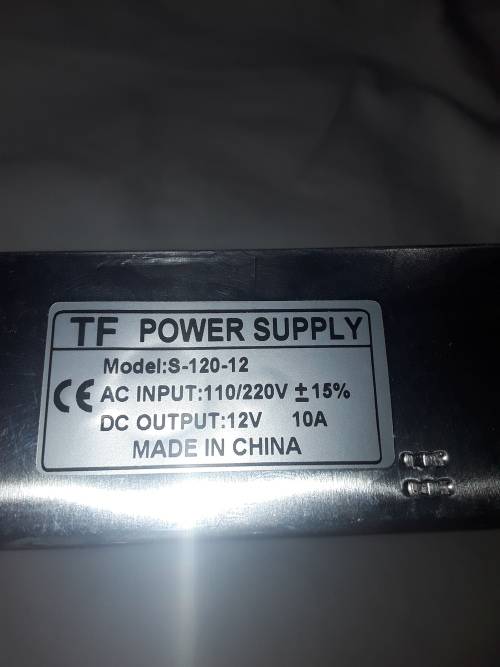 TF POWER SUPPLY
Model:S-120-12
CE AC INPUT:110/220V ±15%
DC OUTPUT:12V 10A
MADE IN CHINA